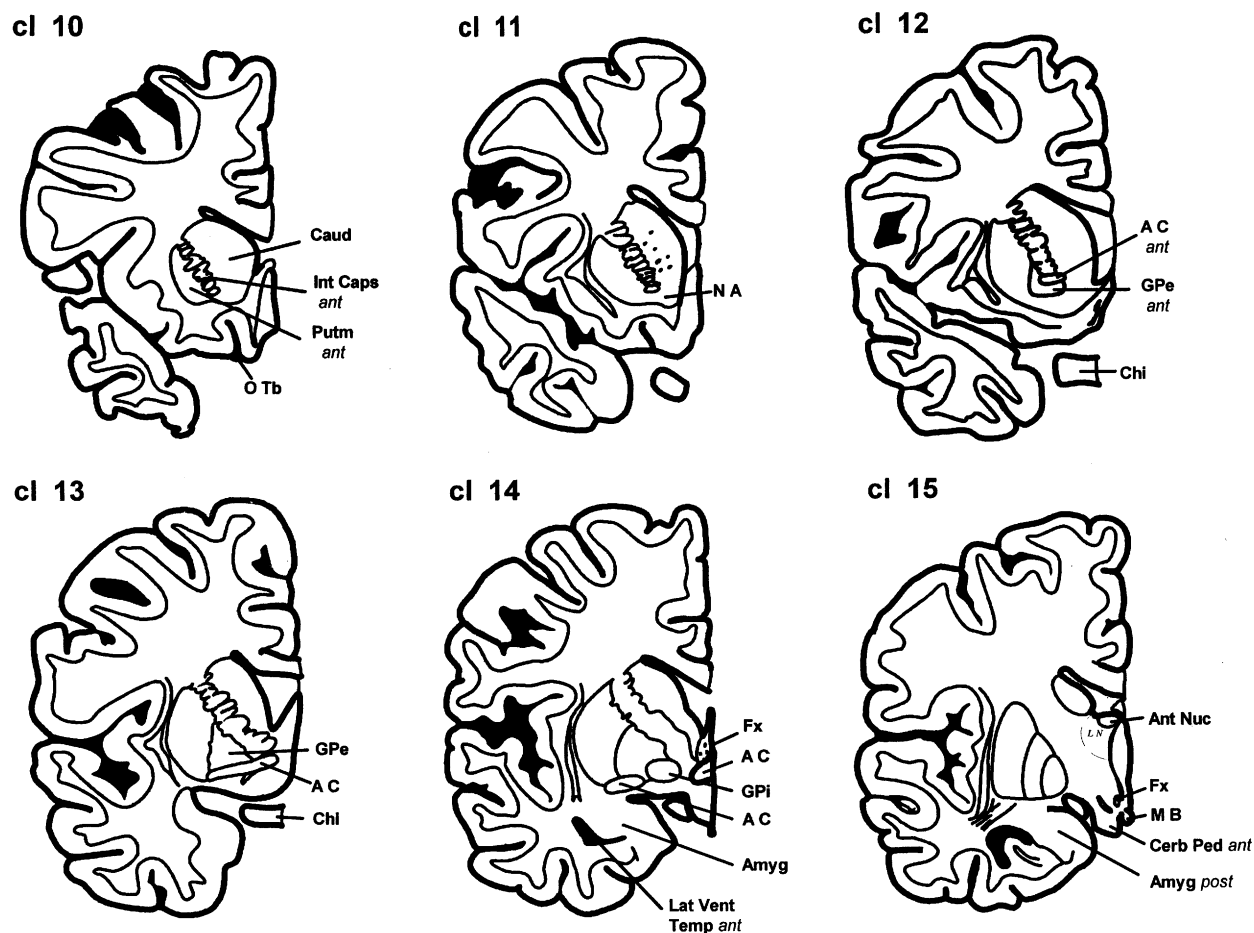 cl 10
Caud
Int Caps
ant
Putm
ant
O Tb
cl 11
N A
cl 12
A C
ant
GPe
ant
Chi
cl 13
GPe
A C
Chi
cl 14
Fx
A C
GPi
A C
Amyg
Lat Vent
Temp ant
cl 15
Ant Nuc
L N
Fx
M B
Cerb Ped ant
Amyg post